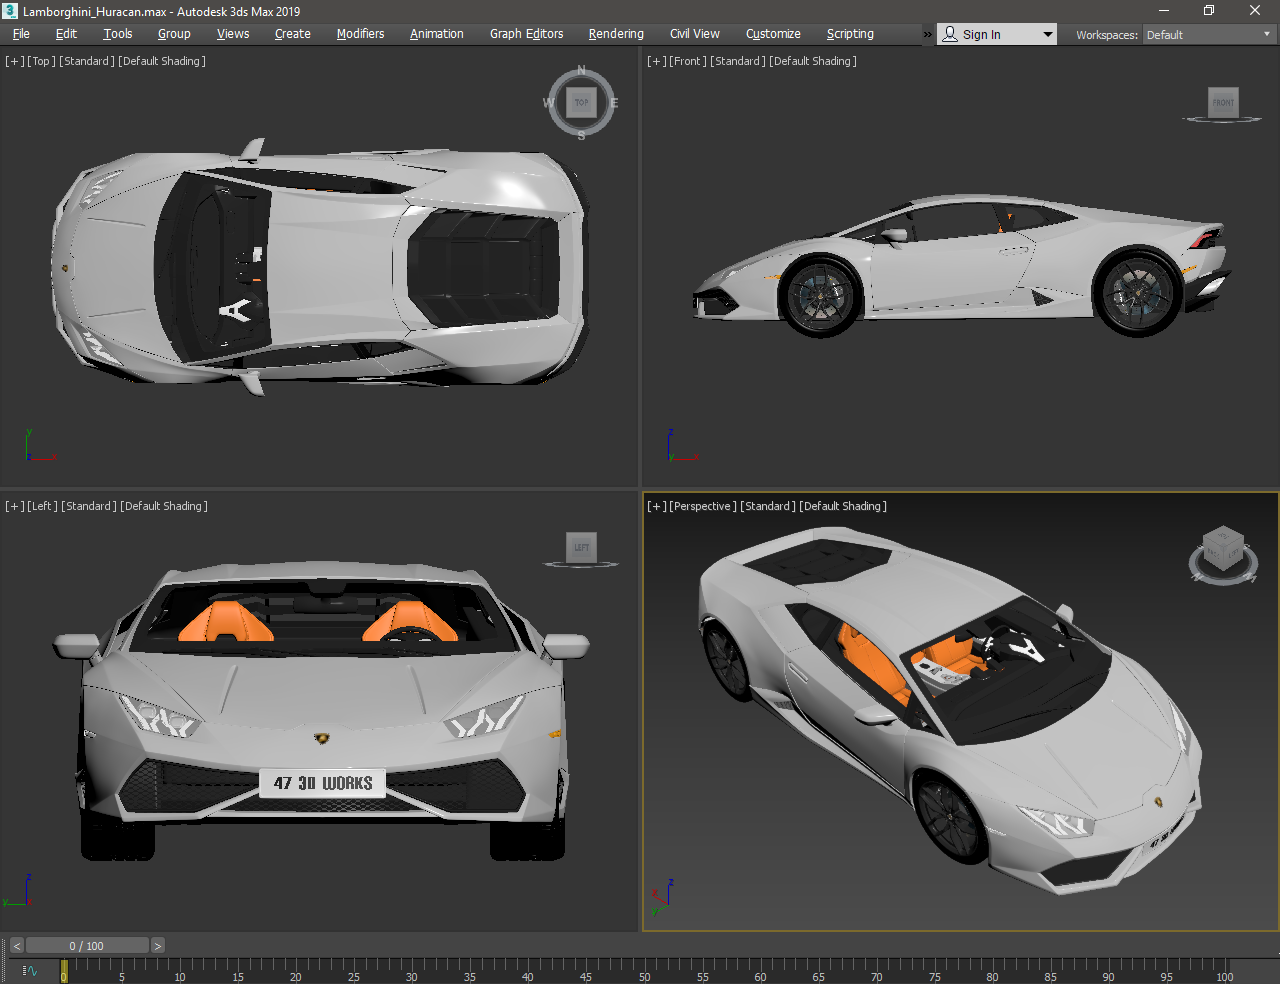 Lamborghini_Huracan.max - Autodesk 3ds Max 2019
File Edit Tools Group Views Create Modifiers Animation Graph Editors Rendering Civil View Customize Scripting » Sign In Workspaces: Default
[+] [Top] [Standard] [Default Shading]
N
W TOP E
S
y
z x
[+] [Front] [Standard] [Default Shading]
FRONT
z
y x
[+] [Left] [Standard] [Default Shading]
LEFT
47 3D WORKS
z
y x
[+] [Perspective] [Standard] [Default Shading]
47 3D
z
x
y
< 0 / 100 >
0 5 10 15 20 25 30 35 40 45 50 55 60 65 70 75 80 85 90 95 100